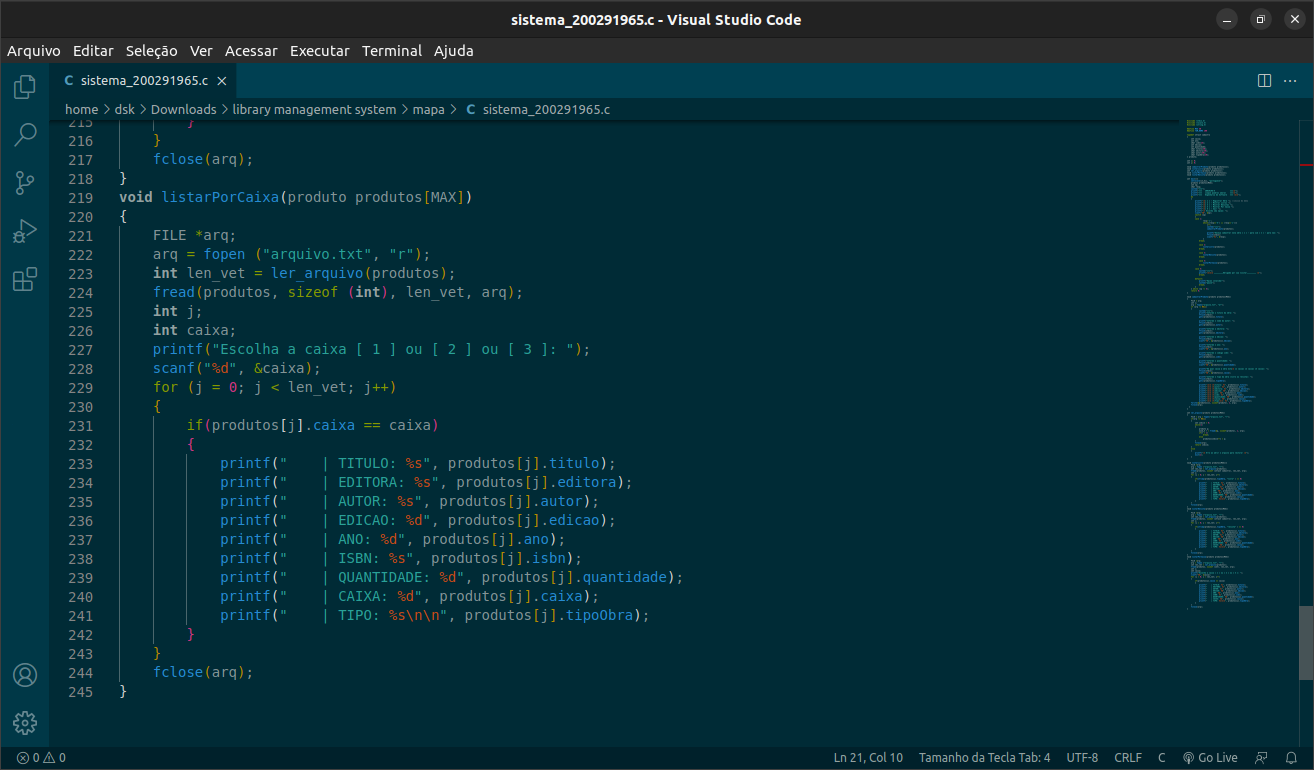 sistema_200291965.c - Visual Studio Code
Arquivo Editar Seleção Ver Acessar Executar Terminal Ajuda
C sistema_200291965.c
home > dsk > Downloads > library management system > mapa > C sistema_200291965.c
215 }
216 }
217 fclose(arq);
218 }
219 void listarPorCaixa(produto produtos[MAX])
220 {
221 FILE *arq;
222 arq = fopen ("arquivo.txt", "r");
223 int len_vet = ler_arquivo(produtos);
224 fread(produtos, sizeof (int), len_vet, arq);
225 int j;
226 int caixa;
227 printf("Escolha a caixa [ 1 ] ou [ 2 ] ou [ 3 ]: ");
228 scanf("%d", &caixa);
229 for (j = 0; j < len_vet; j++)
230 {
231 if(produtos[j].caixa == caixa)
232 {
233 printf("    | TITULO: %s", produtos[j].titulo);
234 printf("    | EDITORA: %s", produtos[j].editora);
235 printf("    | AUTOR: %s", produtos[j].autor);
236 printf("    | EDICAO: %d", produtos[j].edicao);
237 printf("    | ANO: %d", produtos[j].ano);
238 printf("    | ISBN: %s", produtos[j].isbn);
239 printf("    | QUANTIDADE: %d", produtos[j].quantidade);
240 printf("    | CAIXA: %d", produtos[j].caixa);
241 printf("    | TIPO: %s\n\n", produtos[j].tipoObra);
242 }
243 }
244 fclose(arq);
245 }
0 0 Ln 21, Col 10 Tamanho da Tecla Tab: 4 UTF-8 CRLF C Go Live